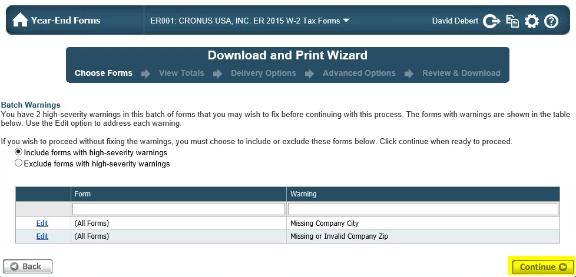 Year-End Forms
ER001: CRONUS USA, INC. ER 2015 W-2 Tax Forms
David Debert
Download and Print Wizard
Choose Forms View Totals Delivery Options Advanced Options Review & Download
Batch Warnings
You have 2 high-severity warnings in this batch of forms that you may wish to fix before continuing with this process. The forms with warnings are shown in the table
below. Use the Edit option to address each warning.
If you wish to proceed without fixing the warnings, you must choose to include or exclude these forms below. Click continue when ready to proceed.
Include forms with high-severity warnings
Exclude forms with high-severity warnings
Form Warning
Edit (All Forms) Missing Company City
Edit (All Forms) Missing or Invalid Company Zip
Back Continue